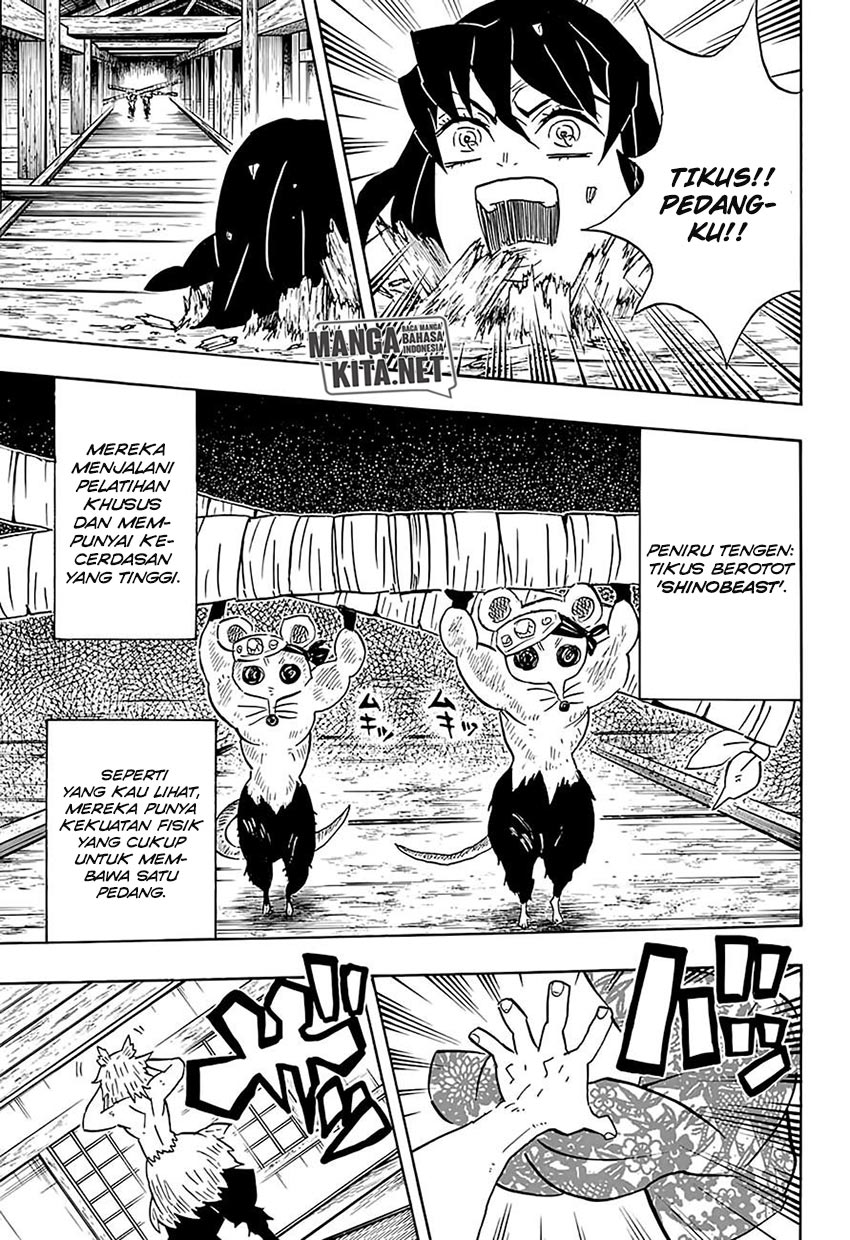 TIKUS!!
PEDANG-
KU!!
MANGA
KITA.NET
BACA MANGA
BAHASA
INDONESIA
PENIRU TENGEN:
TIKUS BEROTOT
'SHINOBEAST'.
MEREKA
MENJALANI
PELATIHAN
KHUSUS
DAN MEM-
PUNYAI KE-
CERDASAN
YANG TINGGI.
ムキッ
ムキッ
SEPERTI
YANG KAU LIHAT,
MEREKA PUNYA
KEKUATAN FISIK
YANG CUKUP
UNTUK MEM-
BAWA SATU
PEDANG.